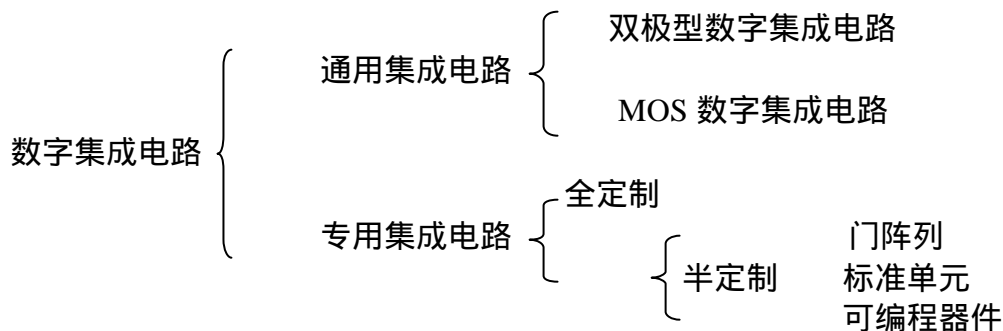 双极型数字集成电路
通用集成电路
MOS 数字集成电路
数字集成电路
全定制
专用集成电路
门阵列
半定制
标准单元
可编程器件